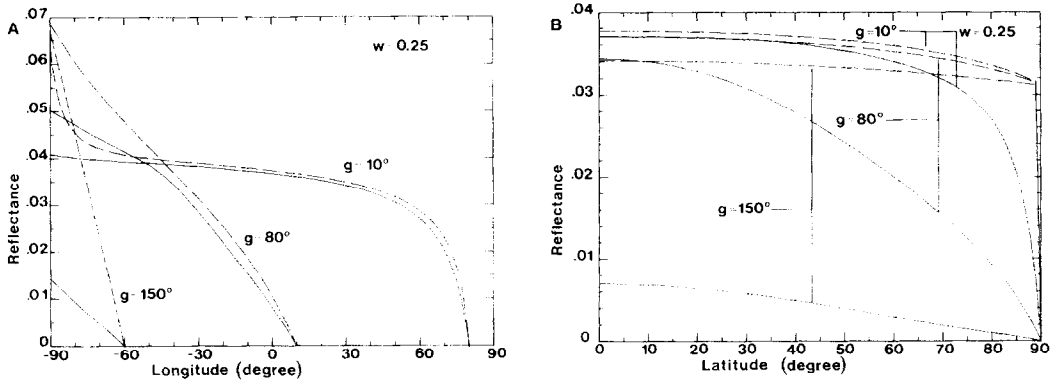 A
w=0.25
.07
.06
.05
.04
.03
.02
.01
0
Reflectance
g=10°
g=80°
g=150°
-90
-60
-30
0
30
60
90
Longitude (degree)
B
.04
.03
.02
.01
0
Reflectance
g=10°
w=0.25
g=80°
g=150°
0
10
20
30
40
50
60
70
80
90
Latitude (degree)